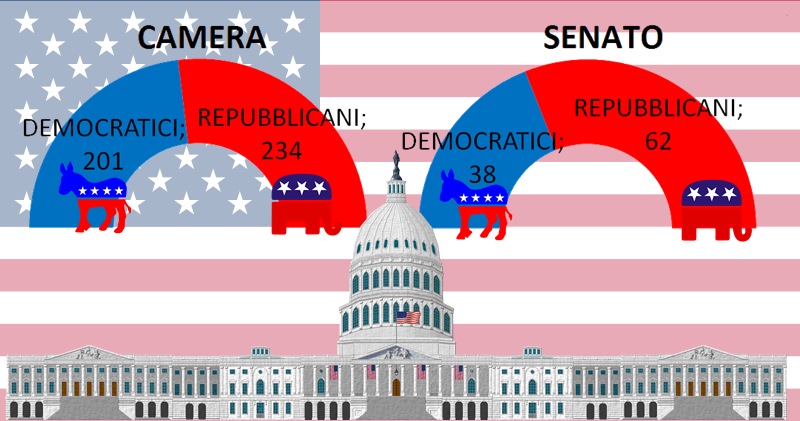 CAMERA
DEMOCRATICI;
201
REPUBBLICANI;
234
SENATO
DEMOCRATICI;
38
REPUBBLICANI;
62